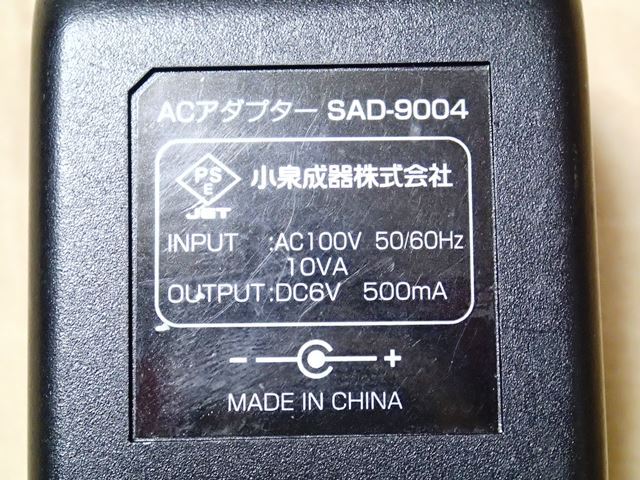 ACアダプター SAD-9004
PS
E
JET
小泉成器株式会社
INPUT :AC100V 50/60Hz
10VA
OUTPUT:DC6V 500mA
- +
MADE IN CHINA